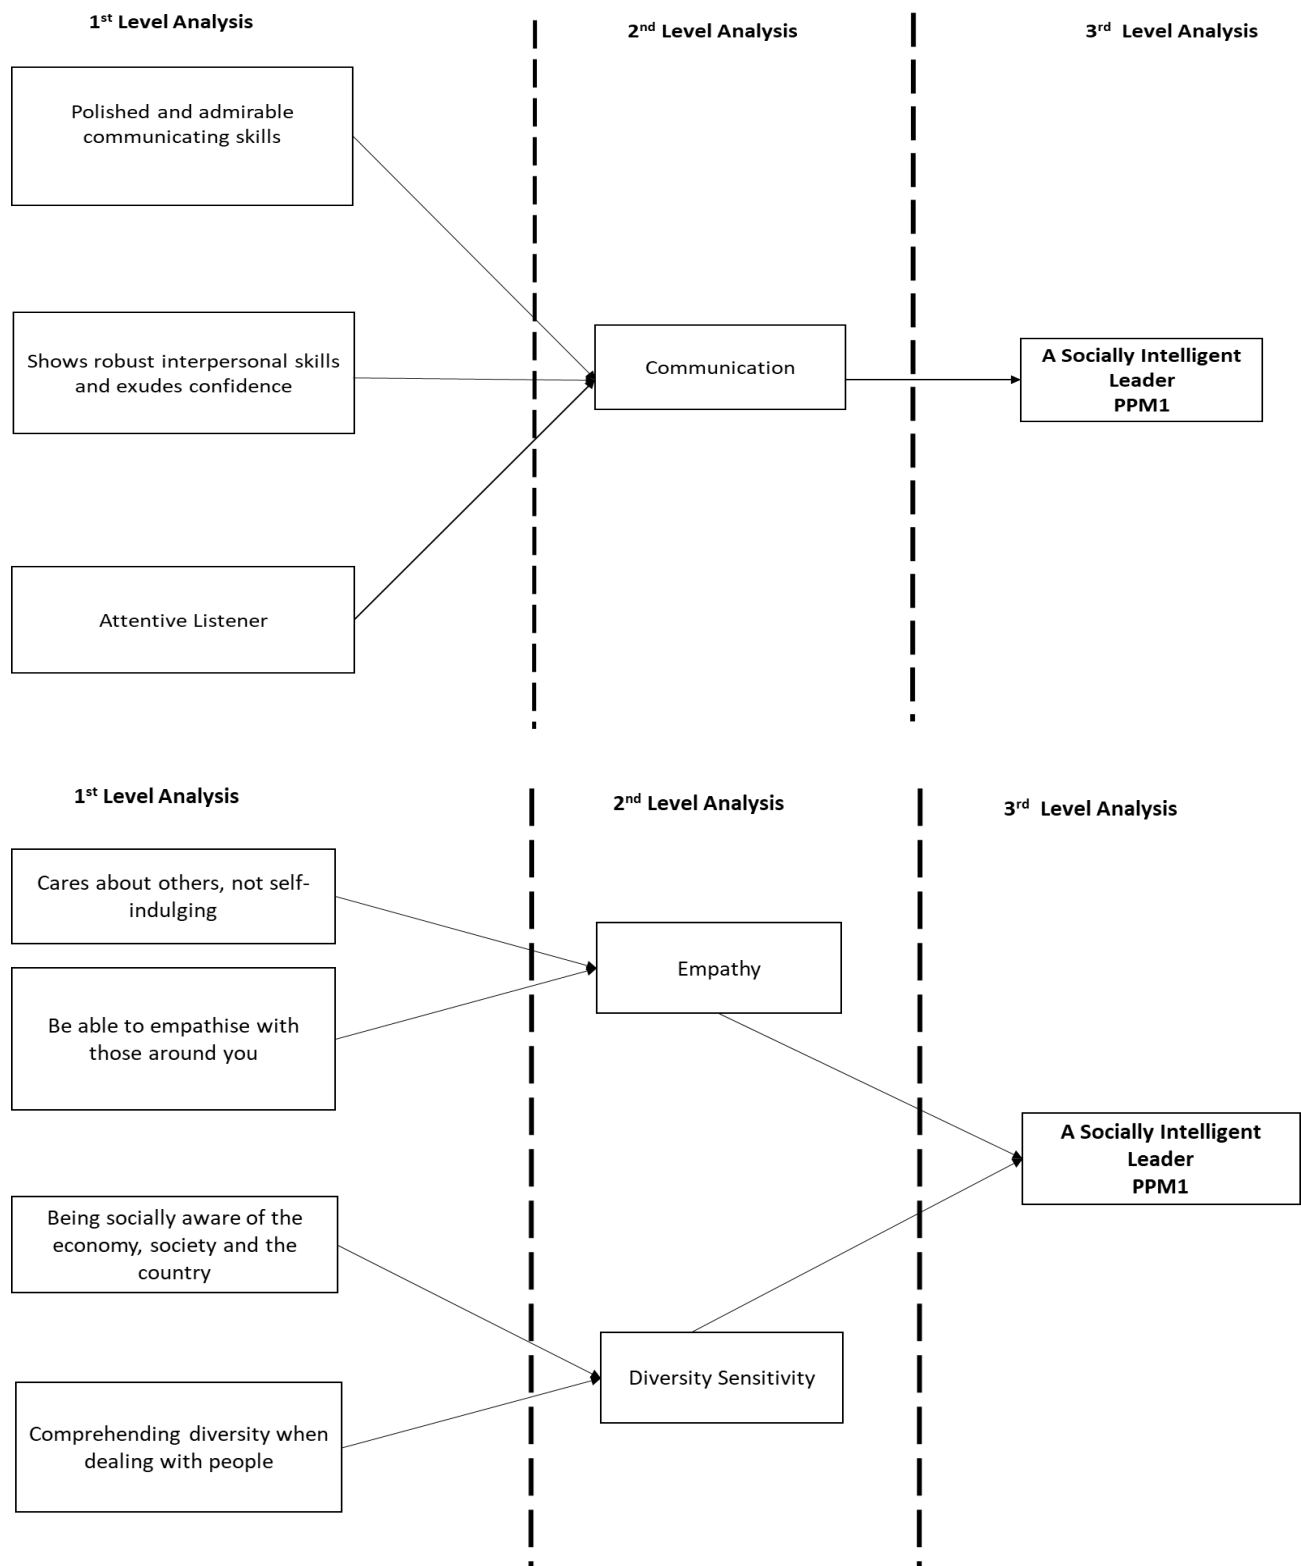 1st Level Analysis
2nd Level Analysis
3rd Level Analysis
Polished and admirable
communicating skills
Shows robust interpersonal skills
and exudes confidence
Attentive Listener
Communication
A Socially Intelligent
Leader
PPM1
1st Level Analysis
2nd Level Analysis
3rd Level Analysis
Cares about others, not self-
indulging
Be able to empathise with
those around you
Empathy
Being socially aware of the
economy, society and the
country
Comprehending diversity when
dealing with people
Diversity Sensitivity
A Socially Intelligent
Leader
PPM1